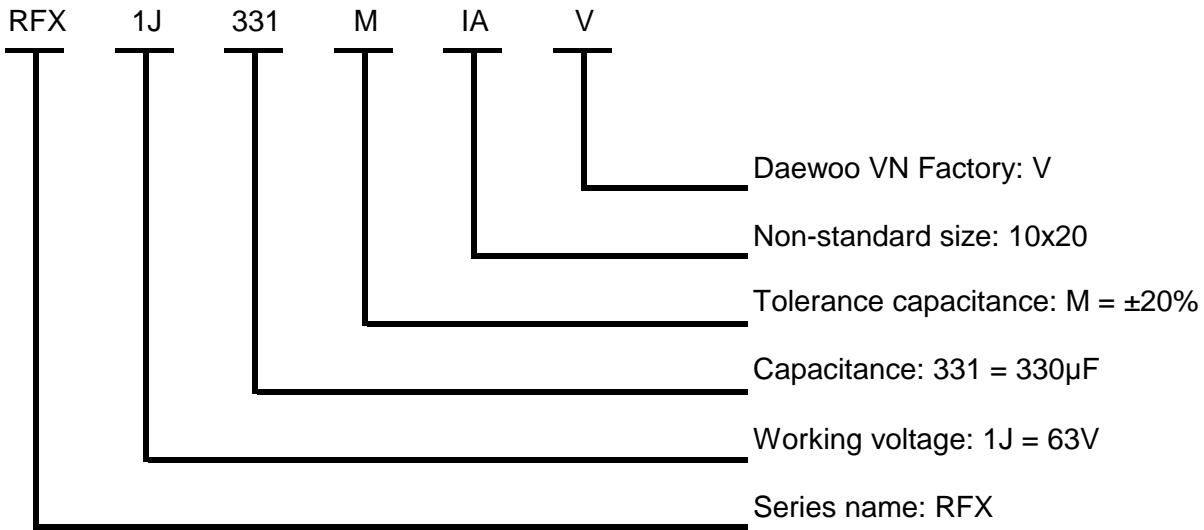 RFX 1J 331 M IA V
Daewoo VN Factory: V
Non-standard size: 10x20
Tolerance capacitance: M = ±20%
Capacitance: 331 = 330µF
Working voltage: 1J = 63V
Series name: RFX